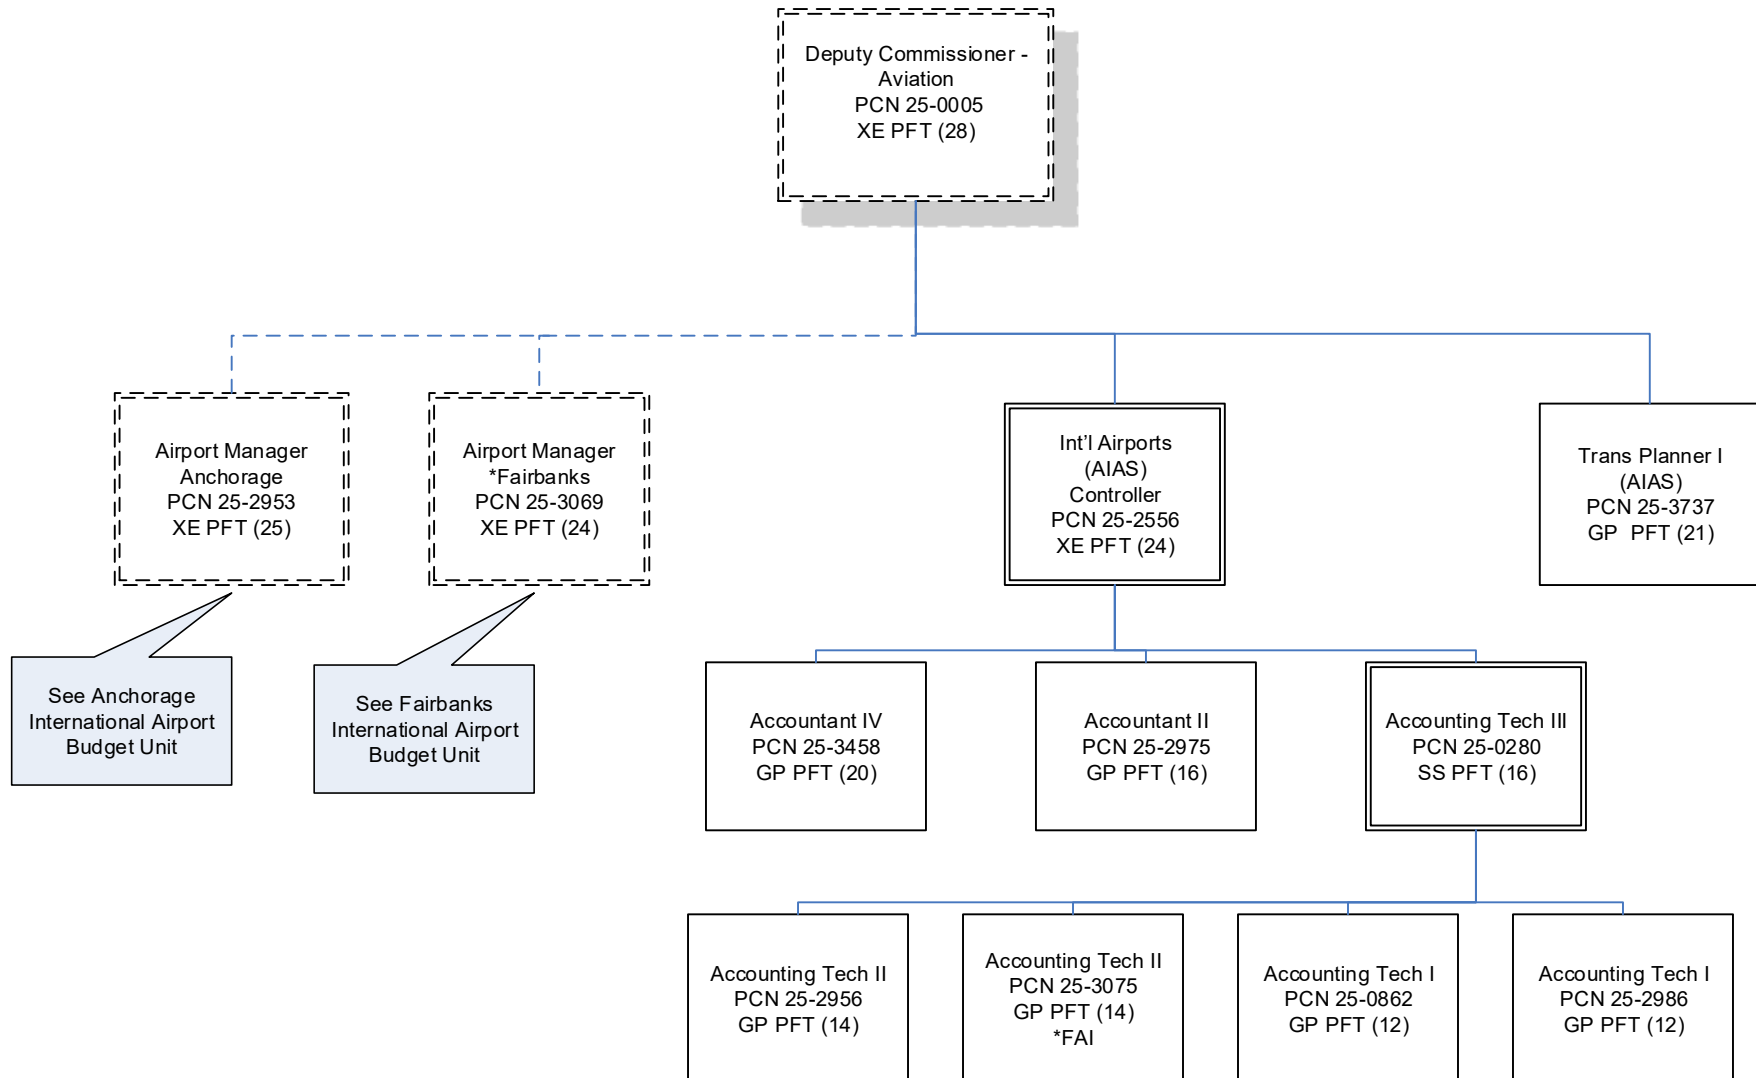 Deputy Commissioner -
Aviation
PCN 25-0005
XE PFT (28)
Airport Manager
Anchorage
PCN 25-2953
XE PFT (25)
Airport Manager
*Fairbanks
PCN 25-3069
XE PFT (24)
Int'l Airports
(AIAS)
Controller
PCN 25-2556
XE PFT (24)
Trans Planner I
(AIAS)
PCN 25-3737
GP  PFT (21)
See Anchorage
International Airport
Budget Unit
See Fairbanks
International Airport
Budget Unit
Accountant IV
PCN 25-3458
GP PFT (20)
Accountant II
PCN 25-2975
GP PFT (16)
Accounting Tech III
PCN 25-0280
SS PFT (16)
Accounting Tech II
PCN 25-2956
GP PFT (14)
Accounting Tech II
PCN 25-3075
GP PFT (14)
*FAI
Accounting Tech I
PCN 25-0862
GP PFT (12)
Accounting Tech I
PCN 25-2986
GP PFT (12)